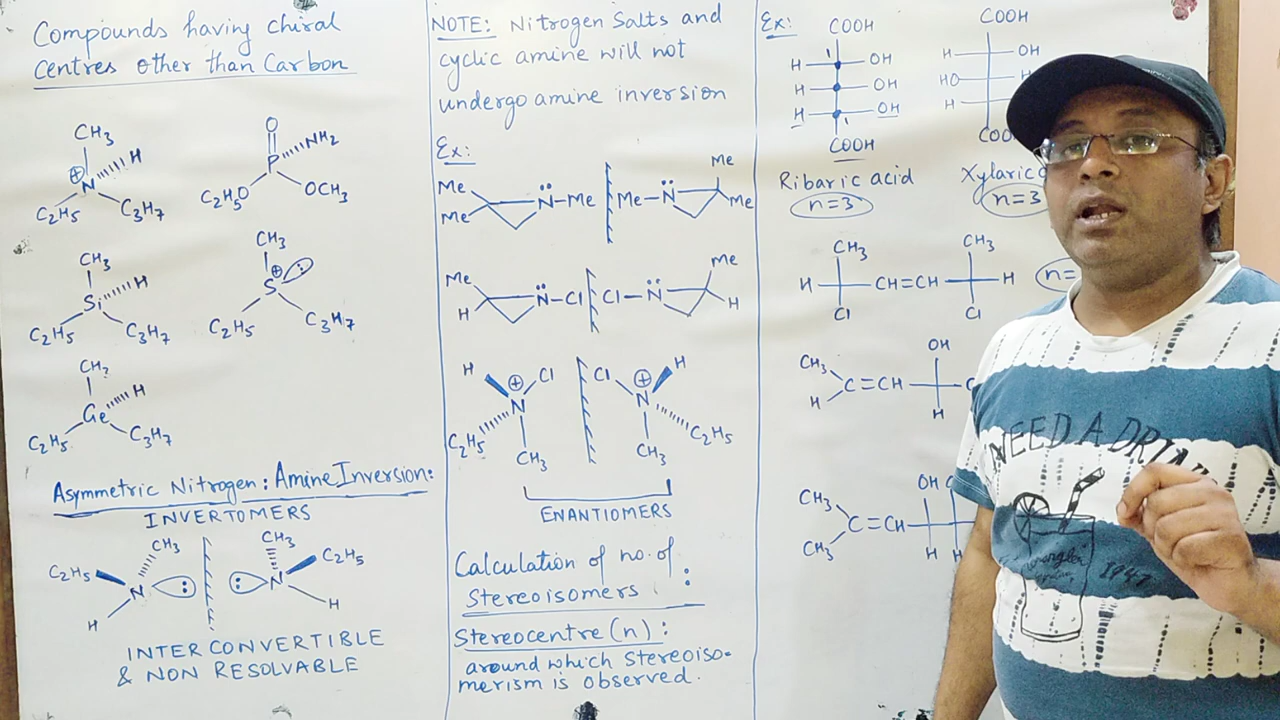 Compounds having chiral
Centres other than Carbon
CH3
⊕
N
H
C2H5
C3H7
O
P
NH2
C2H5O
OCH3
CH3
Si
H
C2H5
C3H7
CH3
⊕
S
C2H5
C3H7
CH3
Ge
H
C2H5
C3H7
Asymmetric Nitrogen: Amine Inversion:
INVERTOMERS
CH3
C2H5
N
H
CH3
C2H5
N
H
INTERCONVERTIBLE
& NON RESOLVABLE
NOTE: Nitrogen Salts and
cyclic amine will not
undergo amine inversion
Ex:
Me
Me
N-Me
Me-N
Me
Me
Me
H
N-Cl
Cl-N
Me
H
H
⊕
Cl
N
C2H5
CH3
Cl
⊕
H
N
C2H5
CH3
ENANTIOMERS
Calculation of no. of
Stereoisomers :
Stereocentre (n) :
around which Stereoiso-
merism is observed.
Ex:
COOH
H OH
H OH
H OH
COOH
Ribaric acid
n=3
COOH
H OH
HO H
H
COO
Xylaric
n=3
CH3
H
CH=CH
Cl
CH3
H
Cl
n=
CH3
C=CH
H
OH
H
CH3
C=CH
CH3
OH
H
H
NEED A DRIN
wrangler
1947